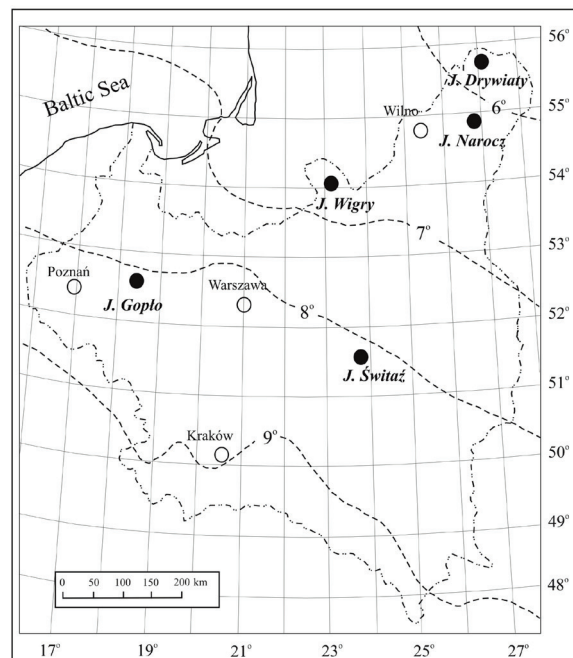 56°
J. Drywiaty
Baltic Sea
Wilno
6°
55°
J. Narocz
54°
J. Wigry
7°
53°
Poznań
Warszawa
J. Gopło
8°
52°
J. Świtaź
51°
Kraków
9°
50°
49°
0 50 100 150 200 km
48°
17° 19° 21° 23° 25° 27°